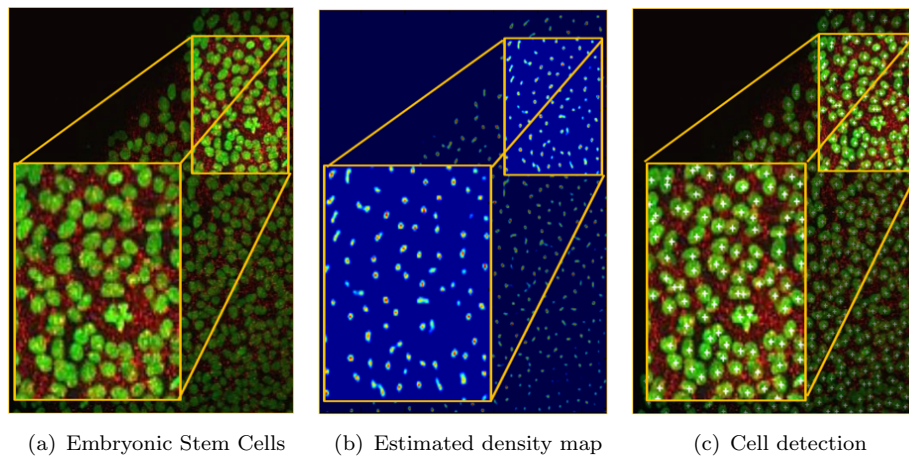 (a) Embryonic Stem Cells
(b) Estimated density map
(c) Cell detection